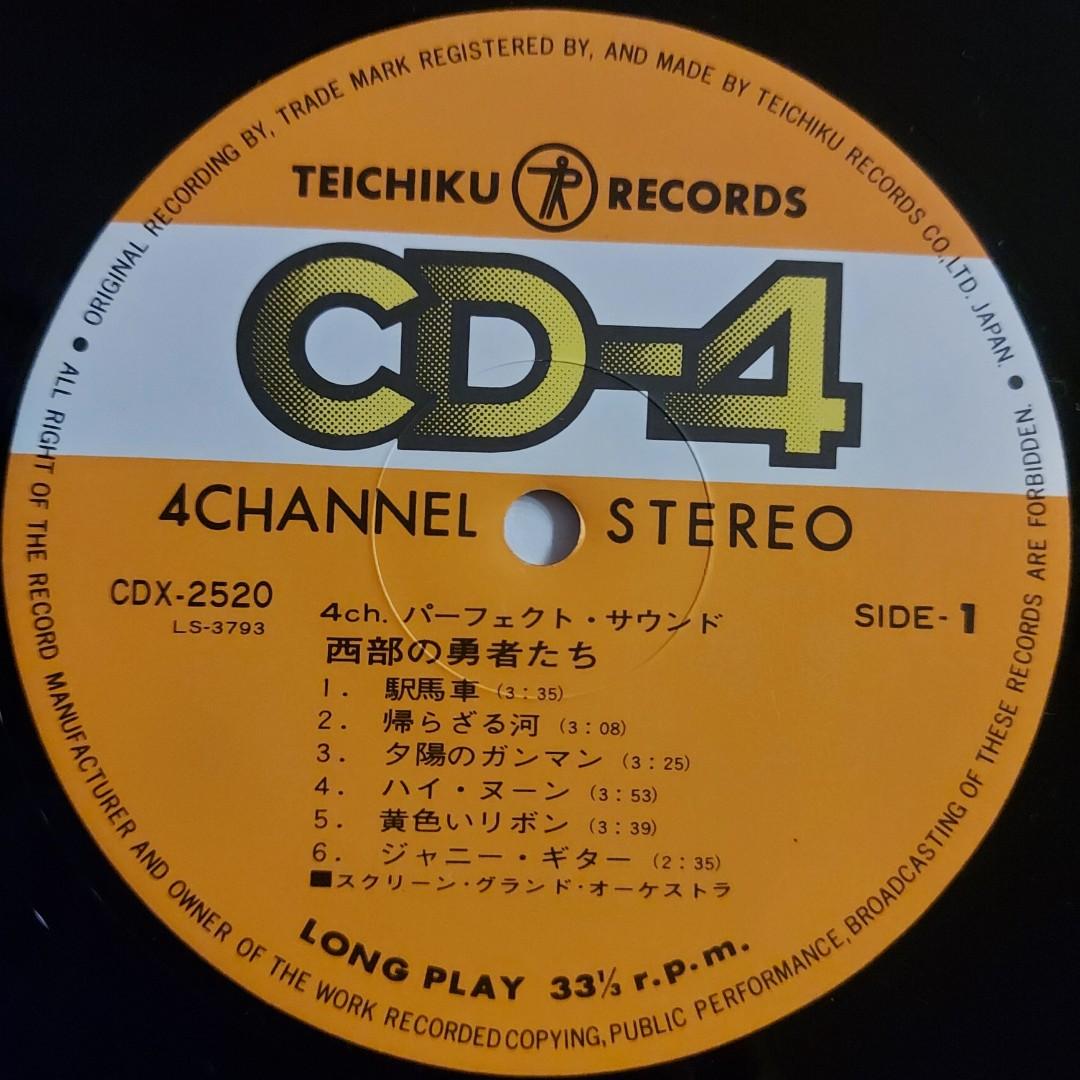 ● ORIGINAL RECORDING BY, TRADE MARK REGISTERED BY, AND MADE BY TEICHIKU RECORDS CO.,LTD. JAPAN. ●
TEICHIKU RECORDS
CD-4
4CHANNEL STEREO
CDX-2520
LS-3793
SIDE-1
4ch. パーフェクト・サウンド
西部の勇者たち
1. 駅馬車 (3:35)
2. 帰らざる河 (3:08)
3. 夕陽のガンマン (3:25)
4. ハイ・ヌーン (3:53)
5. 黄色いリボン (3:39)
6. ジャニー・ギター (2:35)
■スクリーン・グランド・オーケストラ
LONG PLAY 33⅓ r.p.m.
ALL RIGHT OF THE RECORD MANUFACTURER AND OWNER OF THE WORK RECORDED COPYING, PUBLIC PERFORMANCE, BROADCASTING OF THESE RECORDS ARE FORBIDDEN.